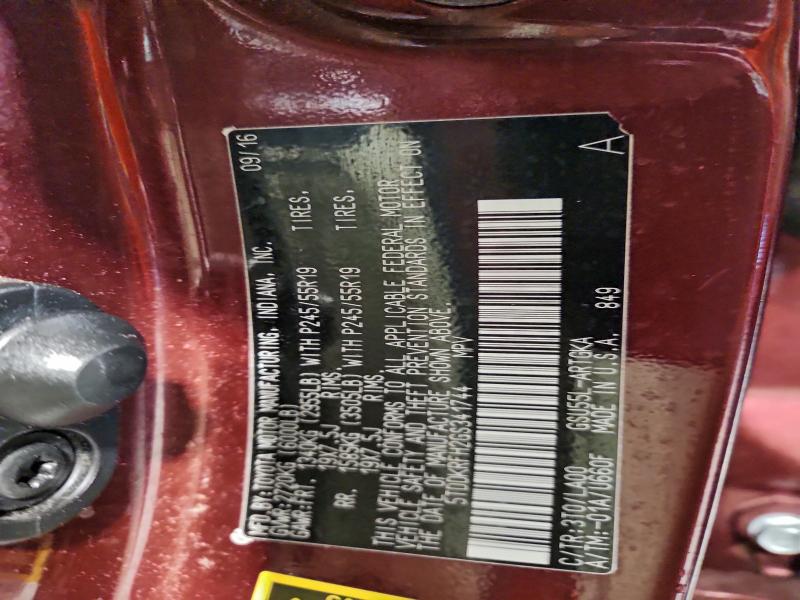 MFD.BY: TOYOTA MOTOR MANUFACTURING, INDIANA, INC. 09/16
GVWR: 2720KG (6000LB)
GAWR: FR. 1340KG (2955LB) WITH P245/55R19 TIRES,
19X7.5J RIMS,
RR. 1595KG (3505LB) WITH P245/55R19 TIRES,
19X7.5J RIMS,
THIS VEHICLE CONFORMS TO ALL APPLICABLE FEDERAL MOTOR
VEHICLE SAFETY AND THEFT PREVENTION STANDARDS IN EFFECT ON
THE DATE OF MANUFACTURE SHOWN ABOVE.
MPV
C/TR:3T0/LA00 GSU55L-ARTGKA
A/TM:-01A/U660F MADE IN U.S.A. 849
A